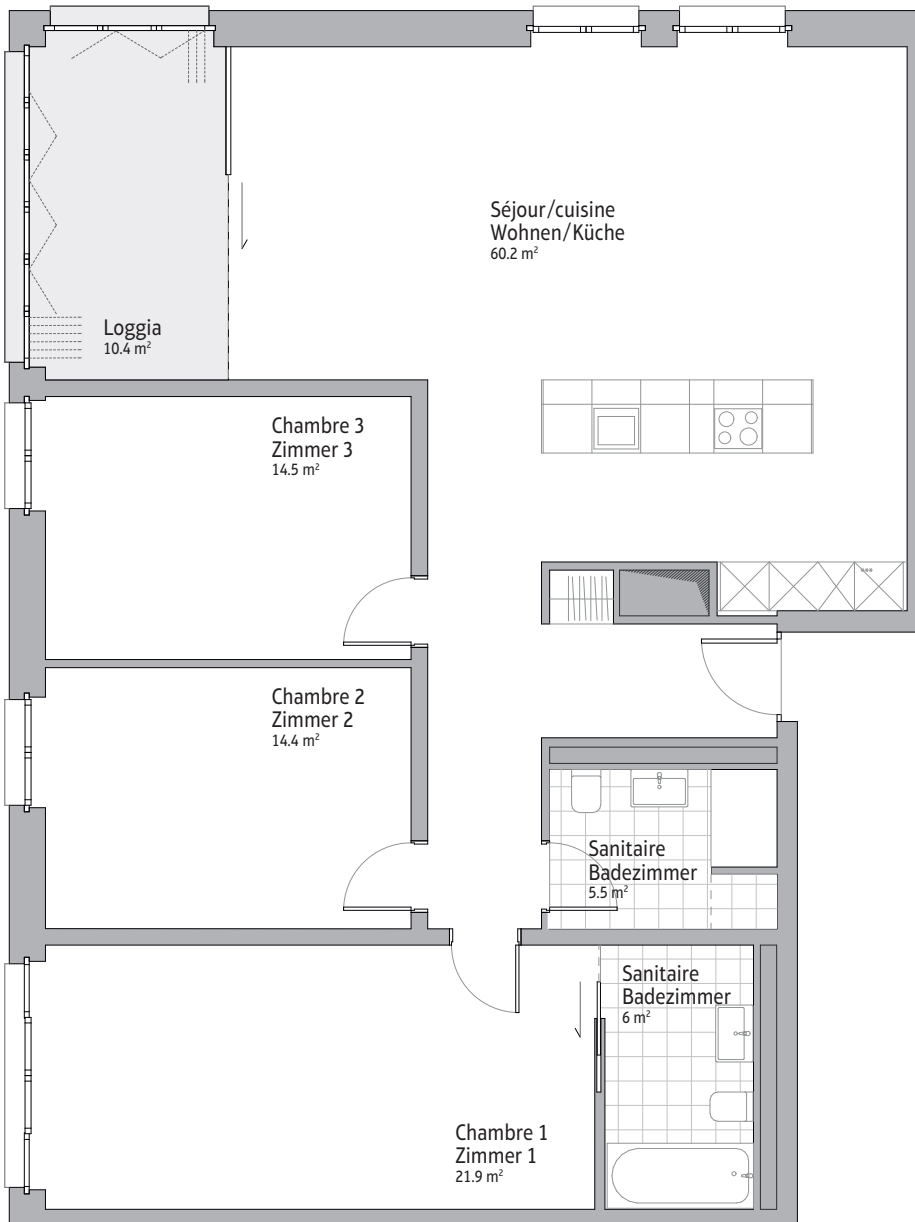 Séjour/cuisine
Wohnen/Küche
60.2 m²
Loggia
10.4 m²
Chambre 3
Zimmer 3
14.5 m²
Chambre 2
Zimmer 2
14.4 m²
Sanitaire
Badezimmer
5.5 m²
Sanitaire
Badezimmer
6 m²
Chambre 1
Zimmer 1
21.9 m²